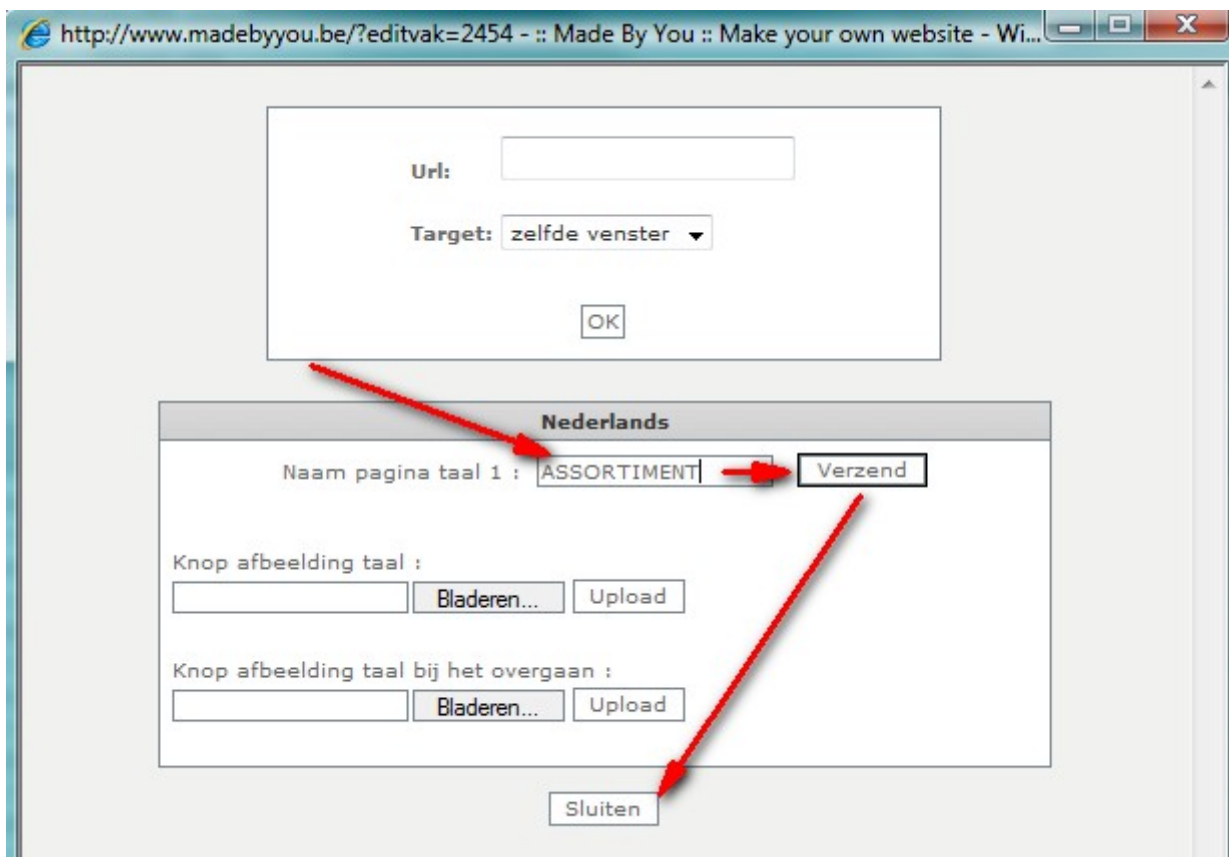 http://www.madebyyou.be/?editvak=2454 - :: Made By You :: Make your own website - Wi...
Url:
Target: zelfde venster
OK
Nederlands
Naam pagina taal 1 : ASSORTIMENT Verzend
Knop afbeelding taal :
Bladeren... Upload
Knop afbeelding taal bij het overgaan :
Bladeren... Upload
Sluiten